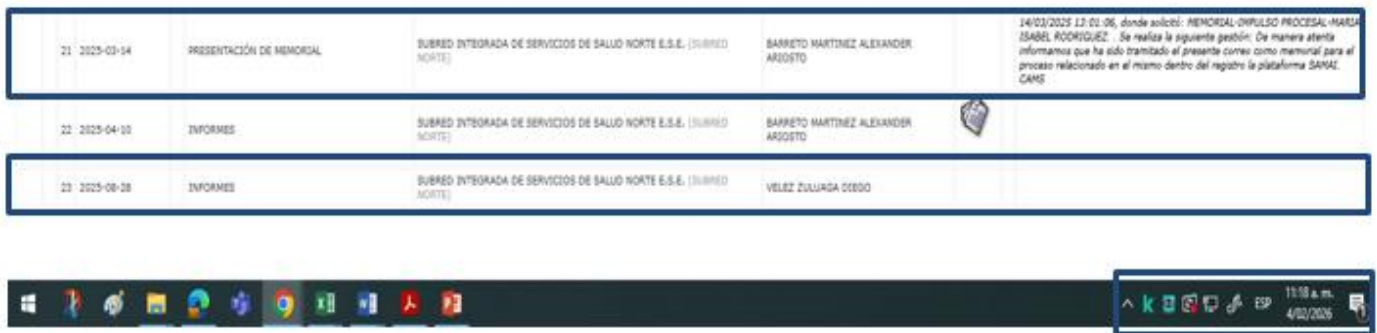 14/03/2025 13:01:06, donde solicitó: MEMORIAL-IMPULSO PROCESAL-MARIA
ISABEL RODRIGUEZ. . Se realiza la siguiente gestión: De manera atenta
informamos que ha sido tramitado el presente correo como memorial para el
proceso relacionado en el mismo dentro del registro la plataforma SAMAI.
CAMS
21 2025-03-14 PRESENTACIÓN DE MEMORIAL SUBRED INTEGRADA DE SERVICIOS DE SALUD NORTE E.S.E. [SUBRED
NORTE] BARRETO MARTINEZ ALEXANDER
ARIOSTO
22 2025-04-10 INFORMES SUBRED INTEGRADA DE SERVICIOS DE SALUD NORTE E.S.E. [SUBRED
NORTE] BARRETO MARTINEZ ALEXANDER
ARIOSTO
23 2025-08-28 INFORMES SUBRED INTEGRADA DE SERVICIOS DE SALUD NORTE E.S.E. [SUBRED
NORTE] VELEZ ZULUAGA DIEGO
ESP 11:18 a. m.
4/02/2026